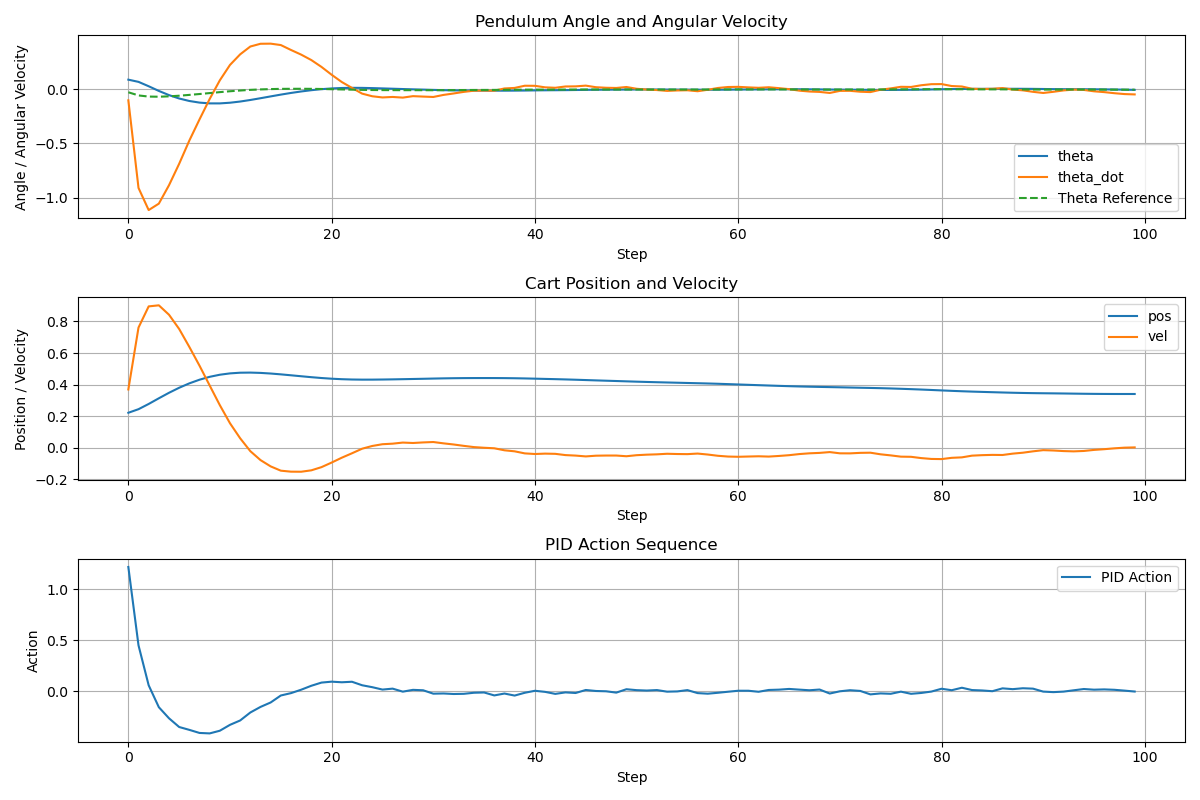 Pendulum Angle and Angular Velocity
Angle / Angular Velocity
0.0
−0.5
−1.0
theta
theta_dot
Theta Reference
0 20 40 60 80 100
Step
Cart Position and Velocity
Position / Velocity
0.8
0.6
0.4
0.2
0.0
−0.2
pos
vel
0 20 40 60 80 100
Step
PID Action Sequence
Action
1.0
0.5
0.0
PID Action
0 20 40 60 80 100
Step